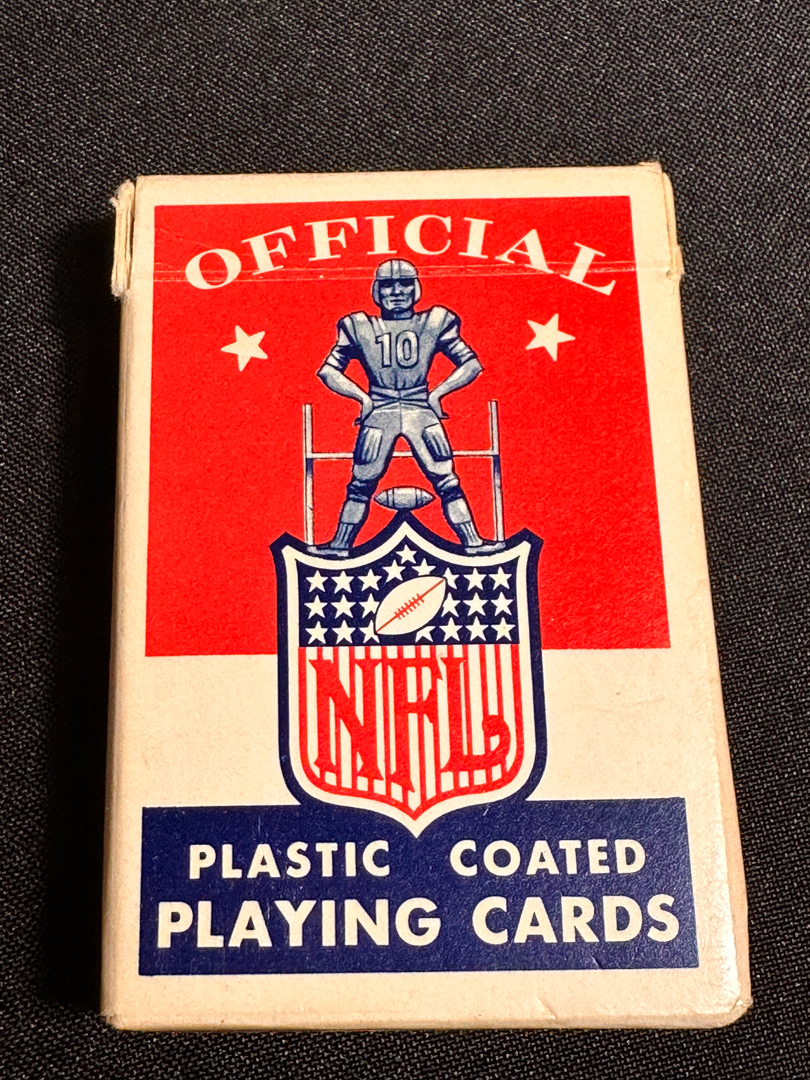 OFFICIAL
10
NFL
PLASTIC COATED
PLAYING CARDS